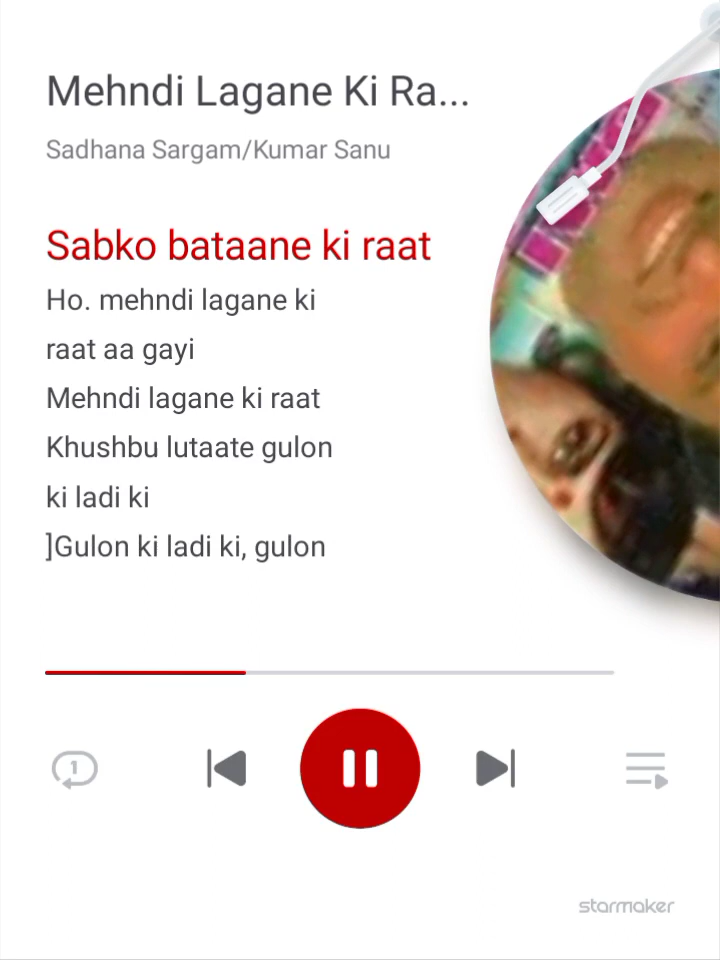 Mehndi Lagane Ki Ra...
Sadhana Sargam/Kumar Sanu
Sabko bataane ki raat
Ho. mehndi lagane ki
raat aa gayi
Mehndi lagane ki raat
Khushbu lutaate gulon
ki ladi ki
]Gulon ki ladi ki, gulon
1
starmaker